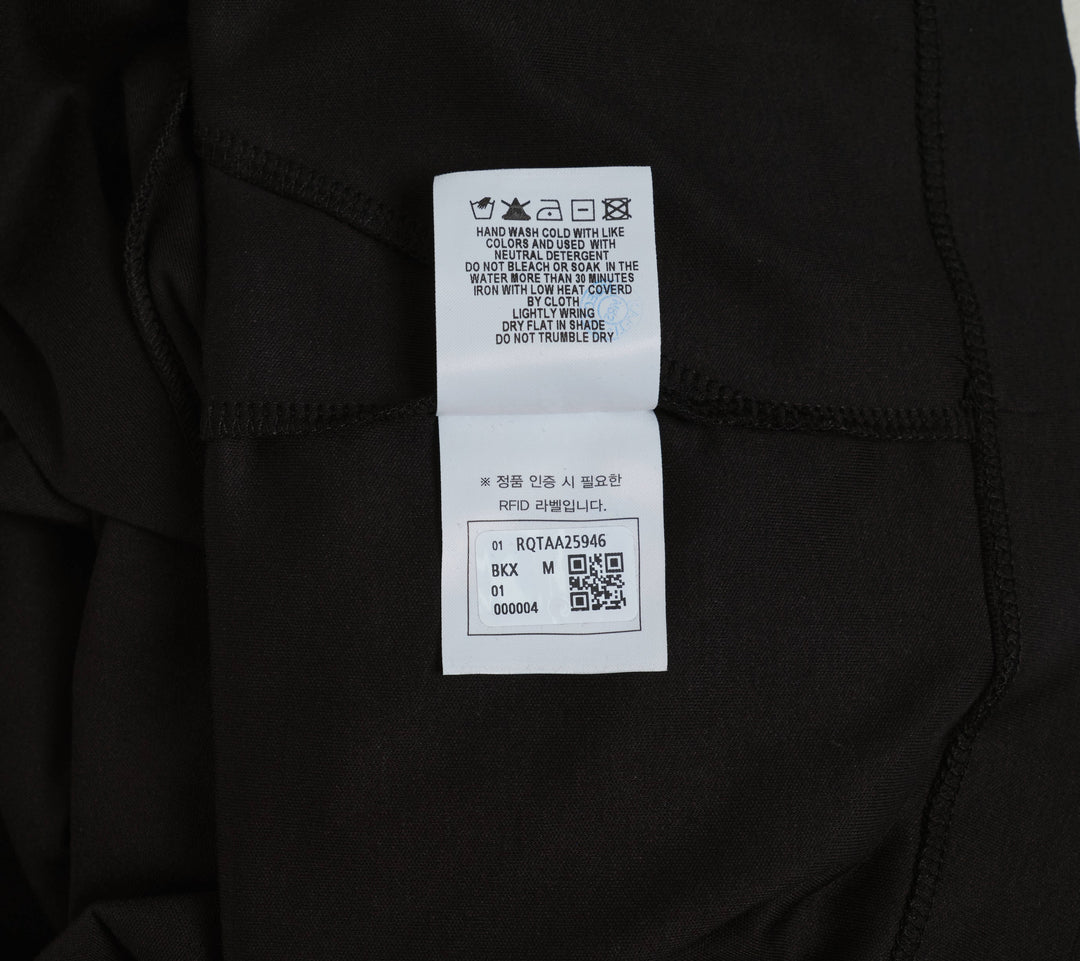 HAND WASH COLD WITH LIKE
COLORS AND USED WITH
NEUTRAL DETERGENT
DO NOT BLEACH OR SOAK IN THE
WATER MORE THAN 30 MINUTES
IRON WITH LOW HEAT COVERD
BY CLOTH
LIGHTLY WRING
DRY FLAT IN SHADE
DO NOT TRUMBLE DRY
※ 정품 인증 시 필요한
RFID 라벨입니다.
01 RQTAA25946
BKX M
01
000004